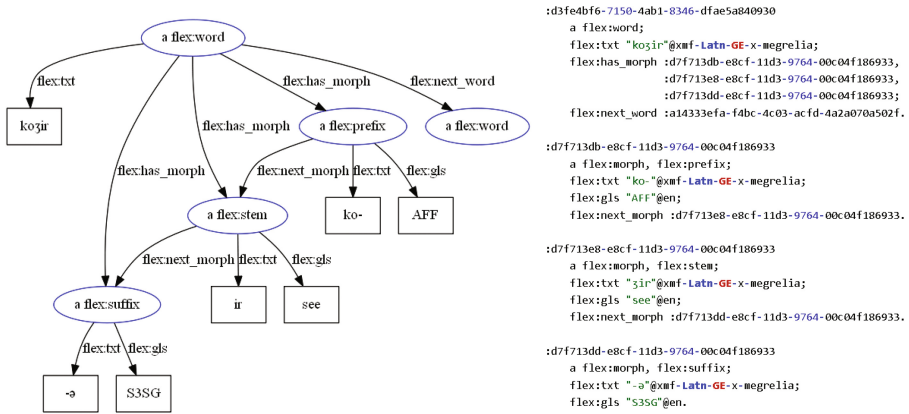 a flex:word
flex:txt
flex:has_morph
flex:next_word
flex:has_morph
flex:has_morph
koʒir
a flex:prefix
a flex:word
flex:next_morph
flex:txt
flex:gls
a flex:stem
ko-
AFF
flex:next_morph
flex:txt
flex:gls
a flex:suffix
ir
see
flex:txt
flex:gls
-ə
S3SG
:d3fe4bf6-7150-4ab1-8346-dfae5a840930
a flex:word;
flex:txt "koʒir"@xmf-Latn-GE-x-megrelia;
flex:has_morph :d7f713db-e8cf-11d3-9764-00c04f186933,
:d7f713e8-e8cf-11d3-9764-00c04f186933,
:d7f713dd-e8cf-11d3-9764-00c04f186933;
flex:next_word :a14333efa-f4bc-4c03-acfd-4a2a070a502f.
:d7f713db-e8cf-11d3-9764-00c04f186933
a flex:morph, flex:prefix;
flex:txt "ko-"@xmf-Latn-GE-x-megrelia;
flex:gls "AFF"@en;
flex:next_morph :d7f713e8-e8cf-11d3-9764-00c04f186933.
:d7f713e8-e8cf-11d3-9764-00c04f186933
a flex:morph, flex:stem;
flex:txt "ʒir"@xmf-Latn-GE-x-megrelia;
flex:gls "see"@en;
flex:next_morph :d7f713dd-e8cf-11d3-9764-00c04f186933.
:d7f713dd-e8cf-11d3-9764-00c04f186933
a flex:morph, flex:suffix;
flex:txt "-ə"@xmf-Latn-GE-x-megrelia;
flex:gls "S3SG"@en.